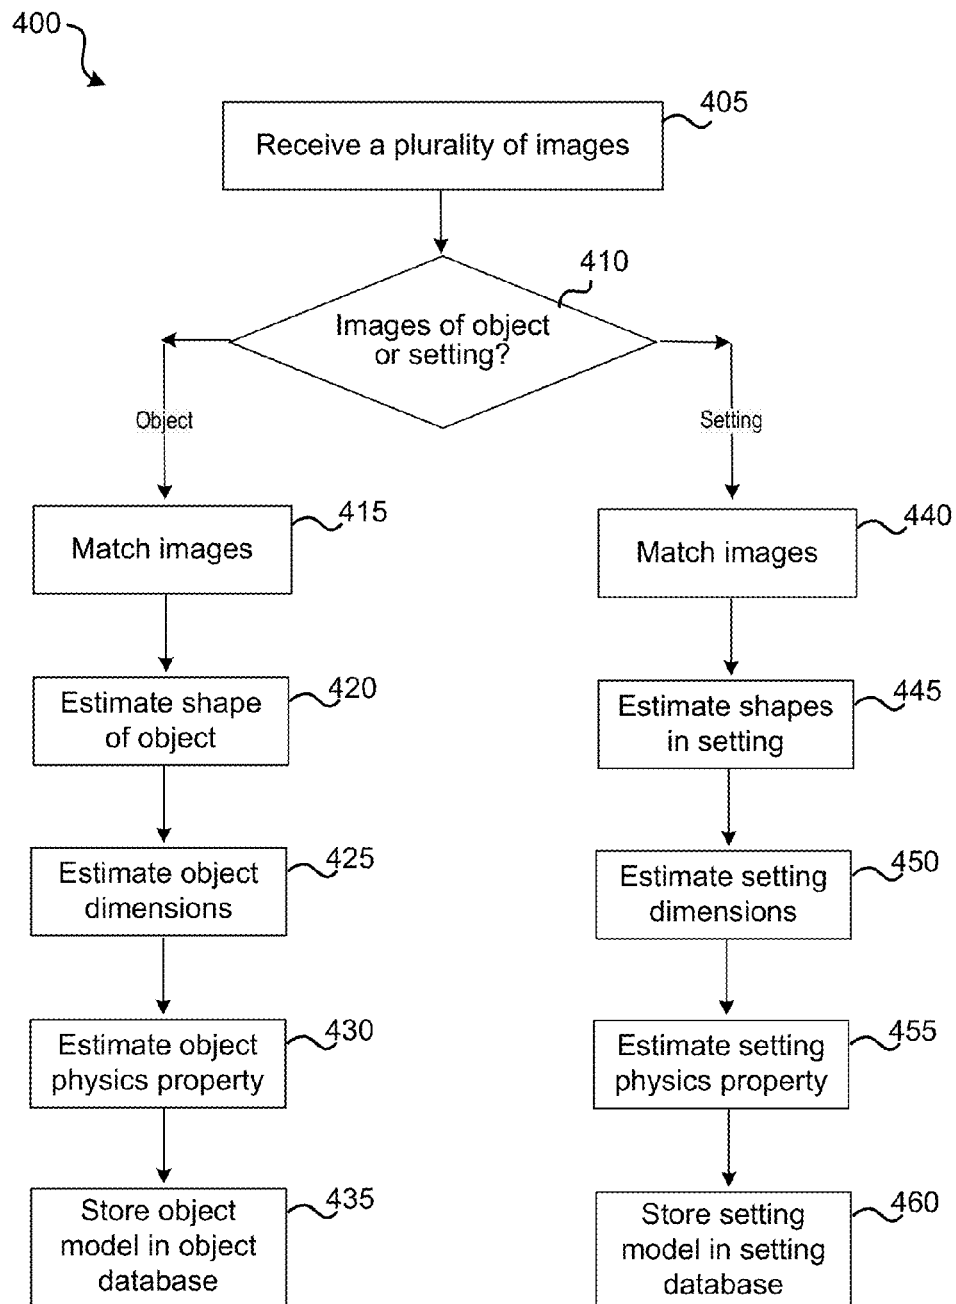 400
405
Receive a plurality of images
410
Images of object
or setting?
Object
Setting
415
Match images
440
Match images
420
Estimate shape
of object
445
Estimate shapes
in setting
425
Estimate object
dimensions
450
Estimate setting
dimensions
430
Estimate object
physics property
455
Estimate setting
physics property
435
Store object
model in object
database
460
Store setting
model in setting
database